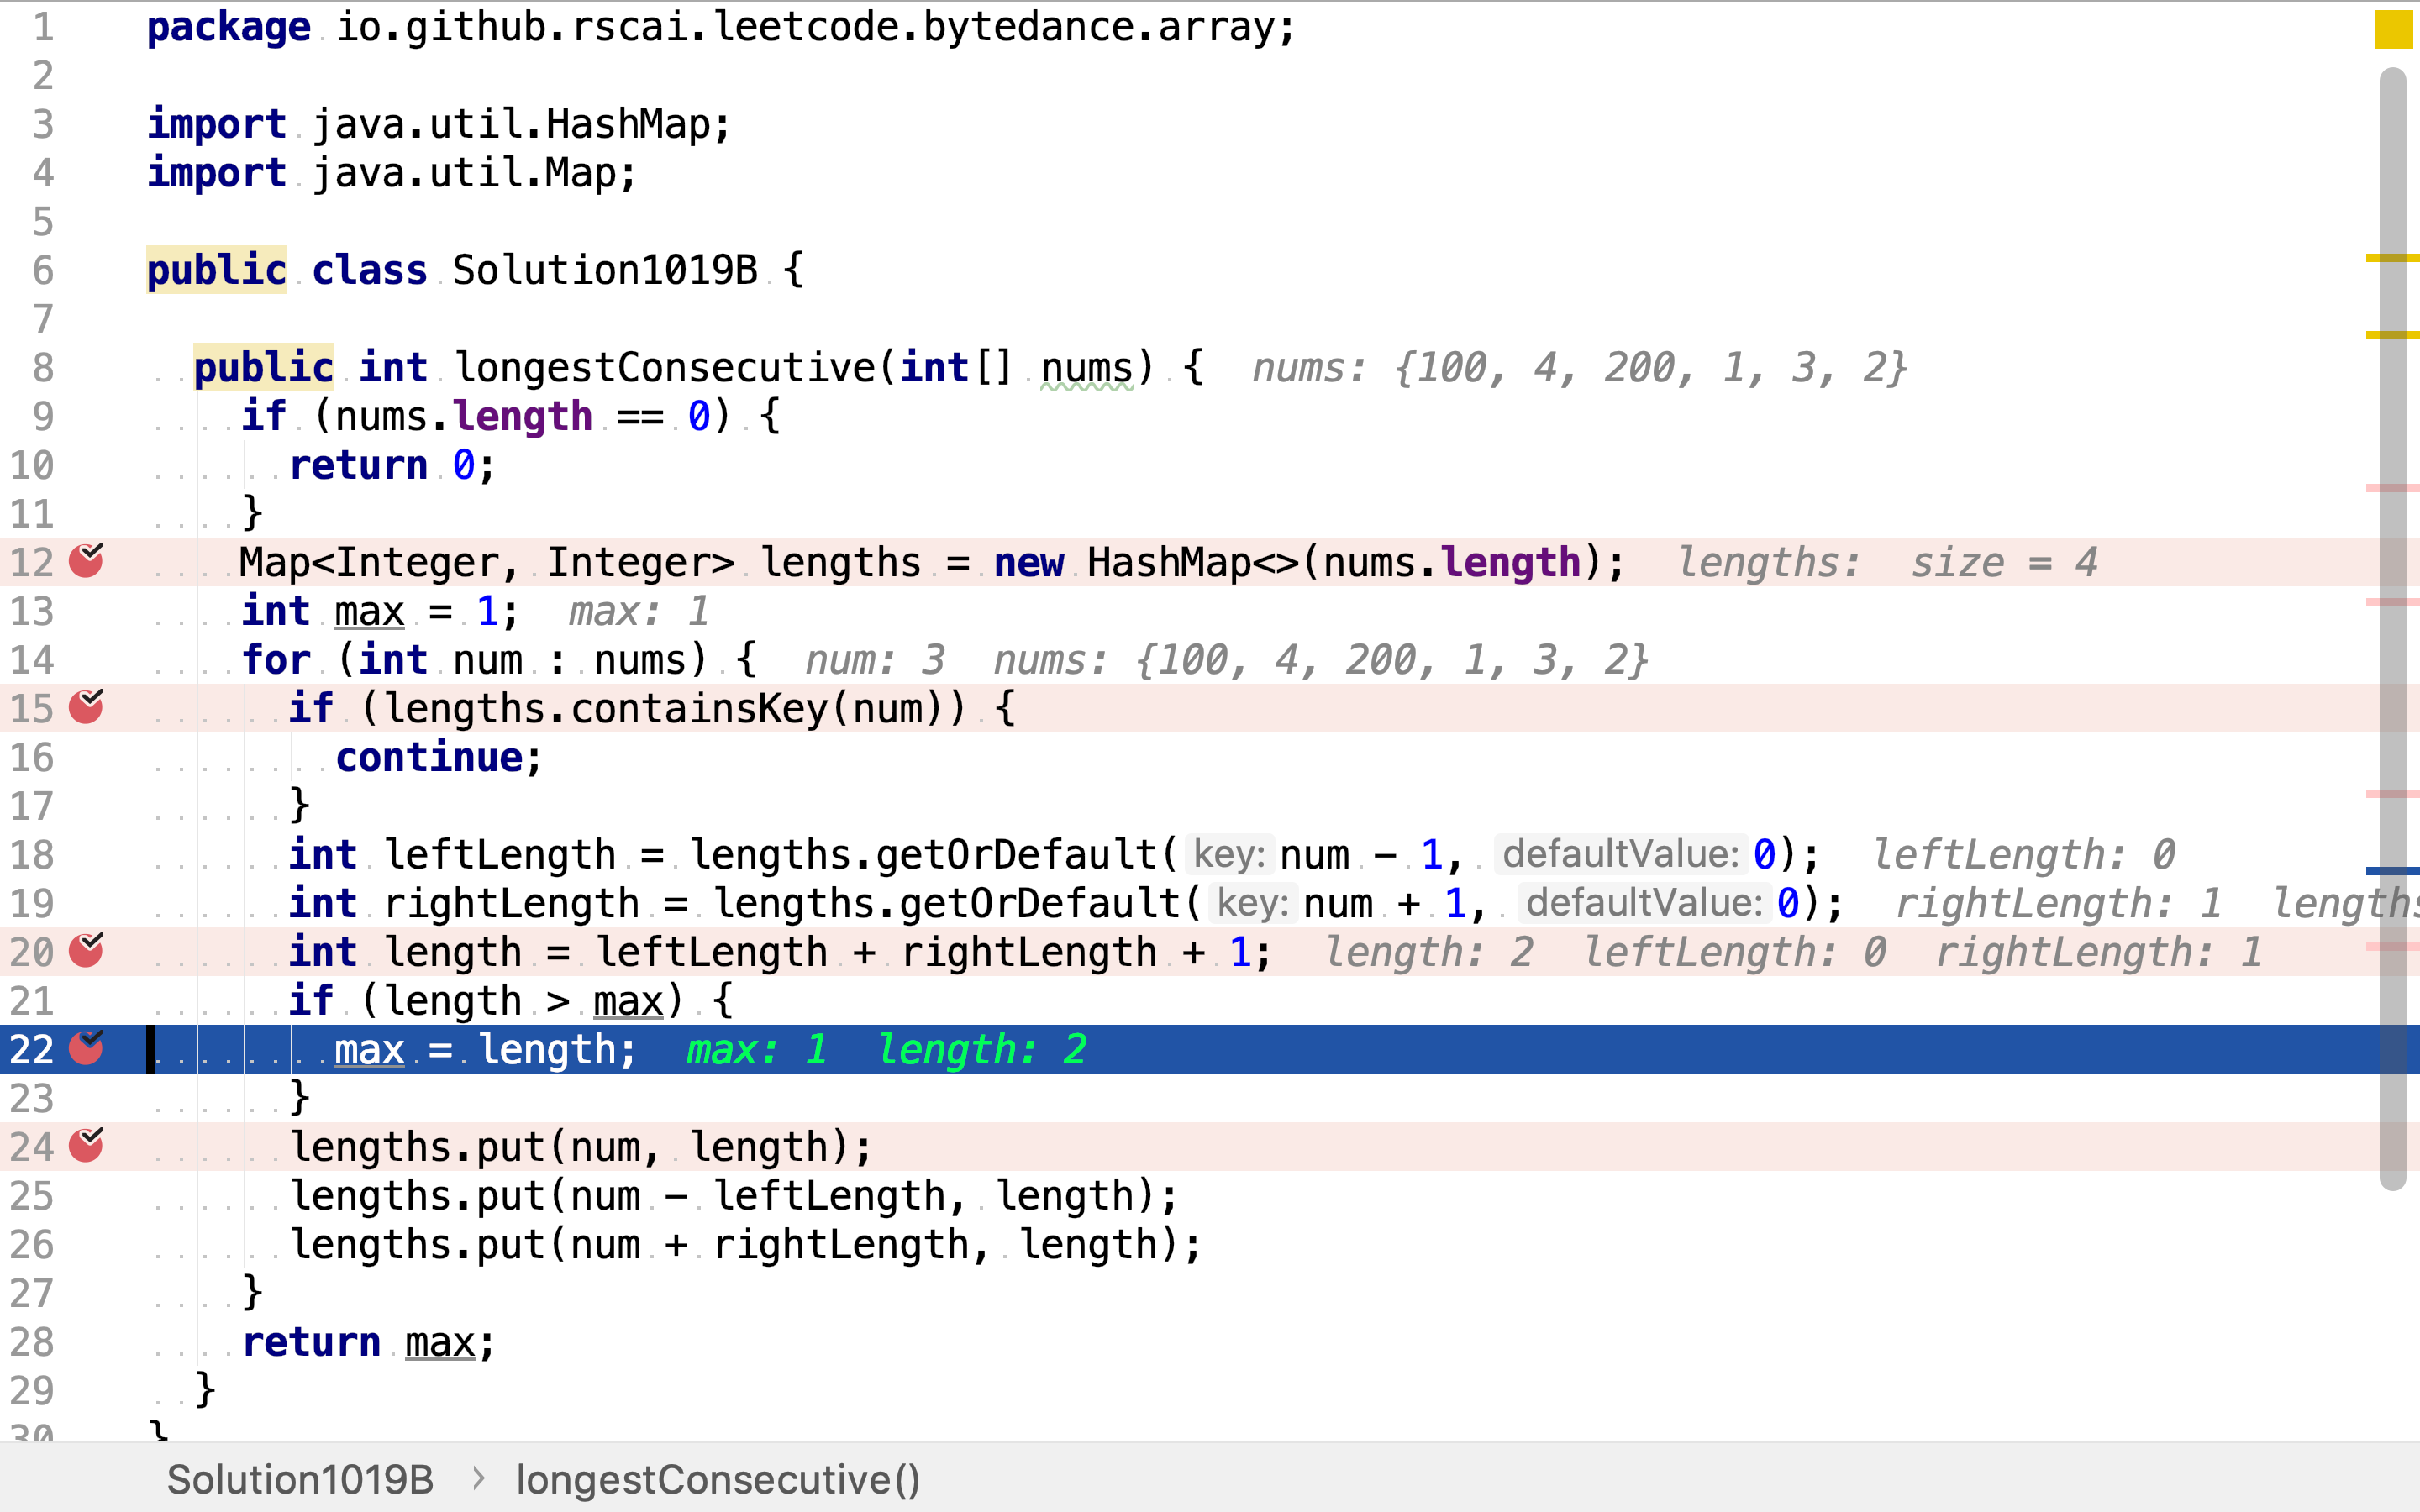 1 package io.github.rscai.leetcode.bytedance.array;
2
3 import java.util.HashMap;
4 import java.util.Map;
5
6 public class Solution1019B {
7
8 public int longestConsecutive(int[] nums) { nums: {100, 4, 200, 1, 3, 2}
9 if (nums.length == 0) {
10 return 0;
11 }
12 Map<Integer, Integer> lengths = new HashMap<>(nums.length); lengths: size = 4
13 int max = 1; max: 1
14 for (int num : nums) { num: 3 nums: {100, 4, 200, 1, 3, 2}
15 if (lengths.containsKey(num)) {
16 continue;
17 }
18 int leftLength = lengths.getOrDefault( key: num - 1, defaultValue: 0); leftLength: 0
19 int rightLength = lengths.getOrDefault( key: num + 1, defaultValue: 0); rightLength: 1 lengths
20 int length = leftLength + rightLength + 1; length: 2 leftLength: 0 rightLength: 1
21 if (length > max) {
22 max = length; max: 1 length: 2
23 }
24 lengths.put(num, length);
25 lengths.put(num - leftLength, length);
26 lengths.put(num + rightLength, length);
27 }
28 return max;
29 }
30 }
Solution1019B > longestConsecutive()